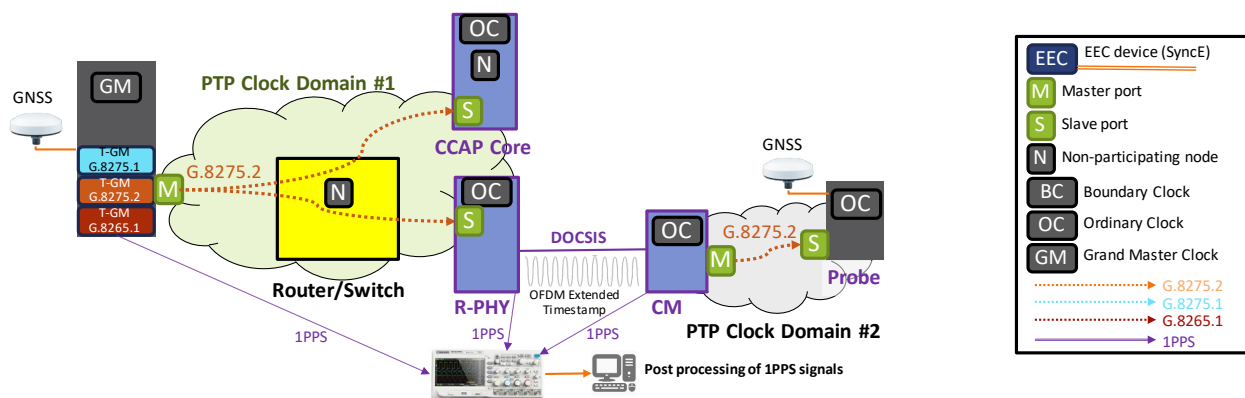 GNSS
GM
T-GM
G.8275.1
T-GM
G.8275.2
T-GM
G.8265.1
M
PTP Clock Domain #1
G.8275.2
N
Router/Switch
OC
N
S
CCAP Core
OC
S
R-PHY
DOCSIS
OFDM Extended
Timestamp
OC
M
CM
G.8275.2
GNSS
OC
S
Probe
PTP Clock Domain #2
1PPS
1PPS
1PPS
Post processing of 1PPS signals
EEC
EEC device (SyncE)
M
Master port
S
Slave port
N
Non-participating node
BC
Boundary Clock
OC
Ordinary Clock
GM
Grand Master Clock
G.8275.2
G.8275.1
G.8265.1
1PPS